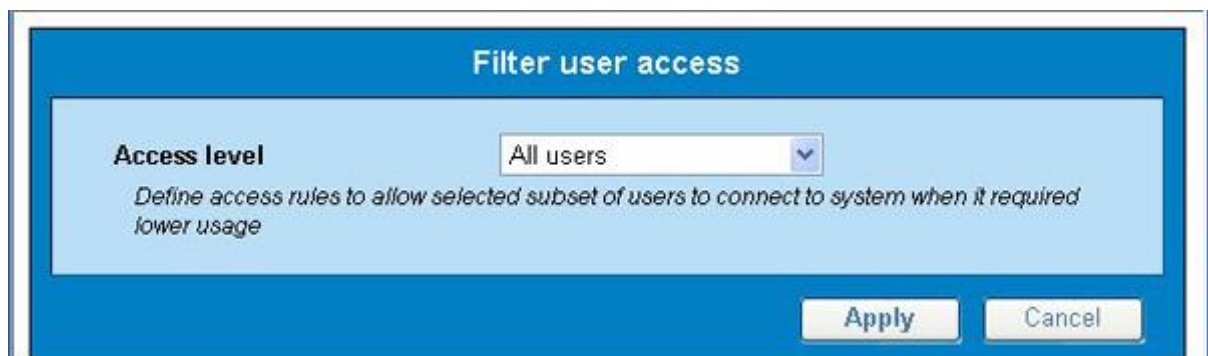 Filter user access
Access level All users
Define access rules to allow selected subset of users to connect to system when it required
lower usage
Apply Cancel